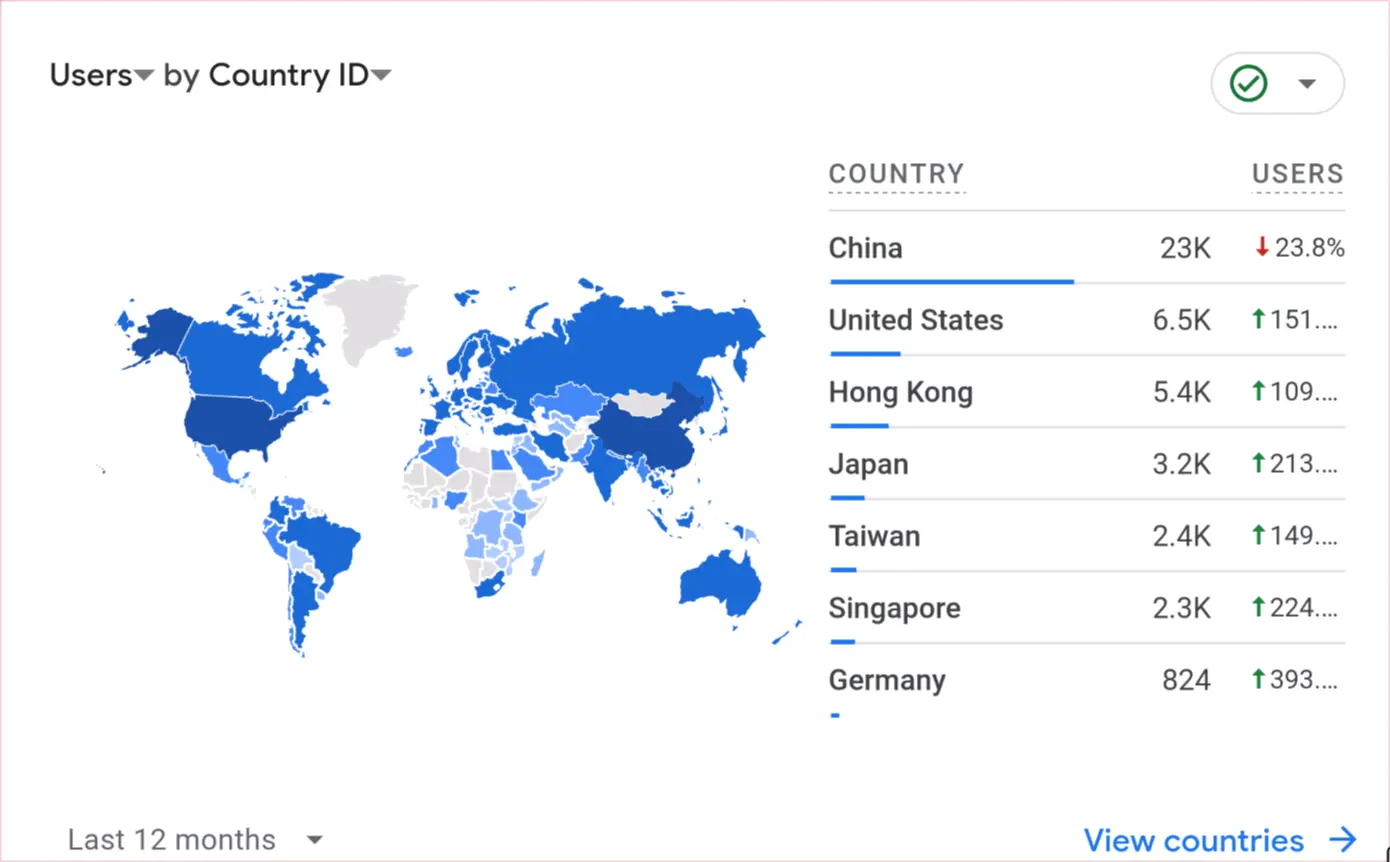 Users by Country ID
COUNTRY USERS
China 23K 23.8%
United States 6.5K 151....
Hong Kong 5.4K 109....
Japan 3.2K 213....
Taiwan 2.4K 149....
Singapore 2.3K 224....
Germany 824 393....
Last 12 months View countries